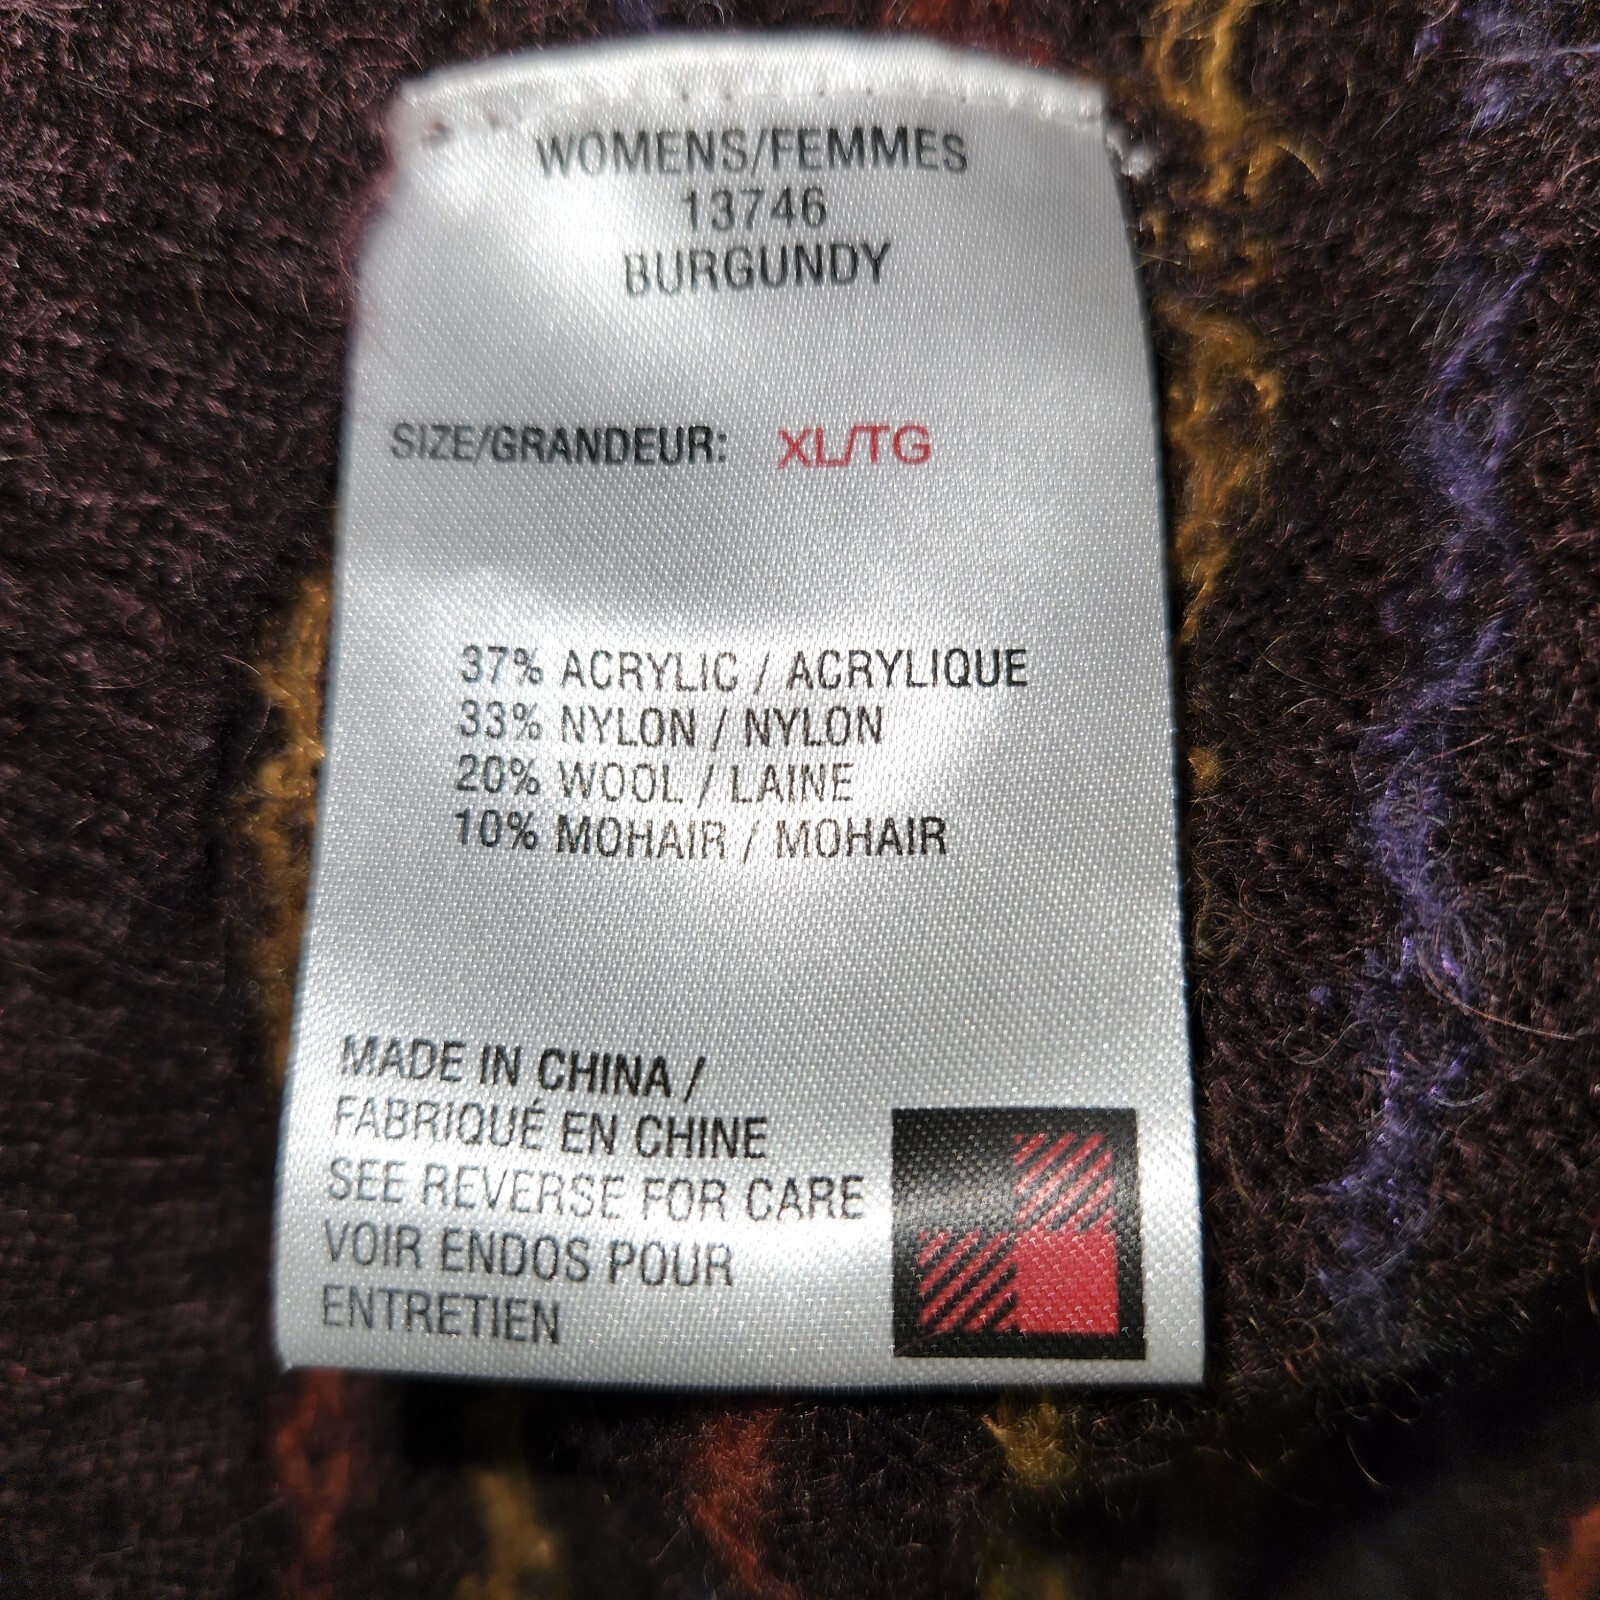 WOMENS/FEMMES
13746
BURGUNDY
SIZE/GRANDEUR: XL/TG
37% ACRYLIC / ACRYLIQUE
33% NYLON / NYLON
20% WOOL / LAINE
10% MOHAIR / MOHAIR
MADE IN CHINA /
FABRIQUÉ EN CHINE
SEE REVERSE FOR CARE
VOIR ENDOS POUR
ENTRETIEN